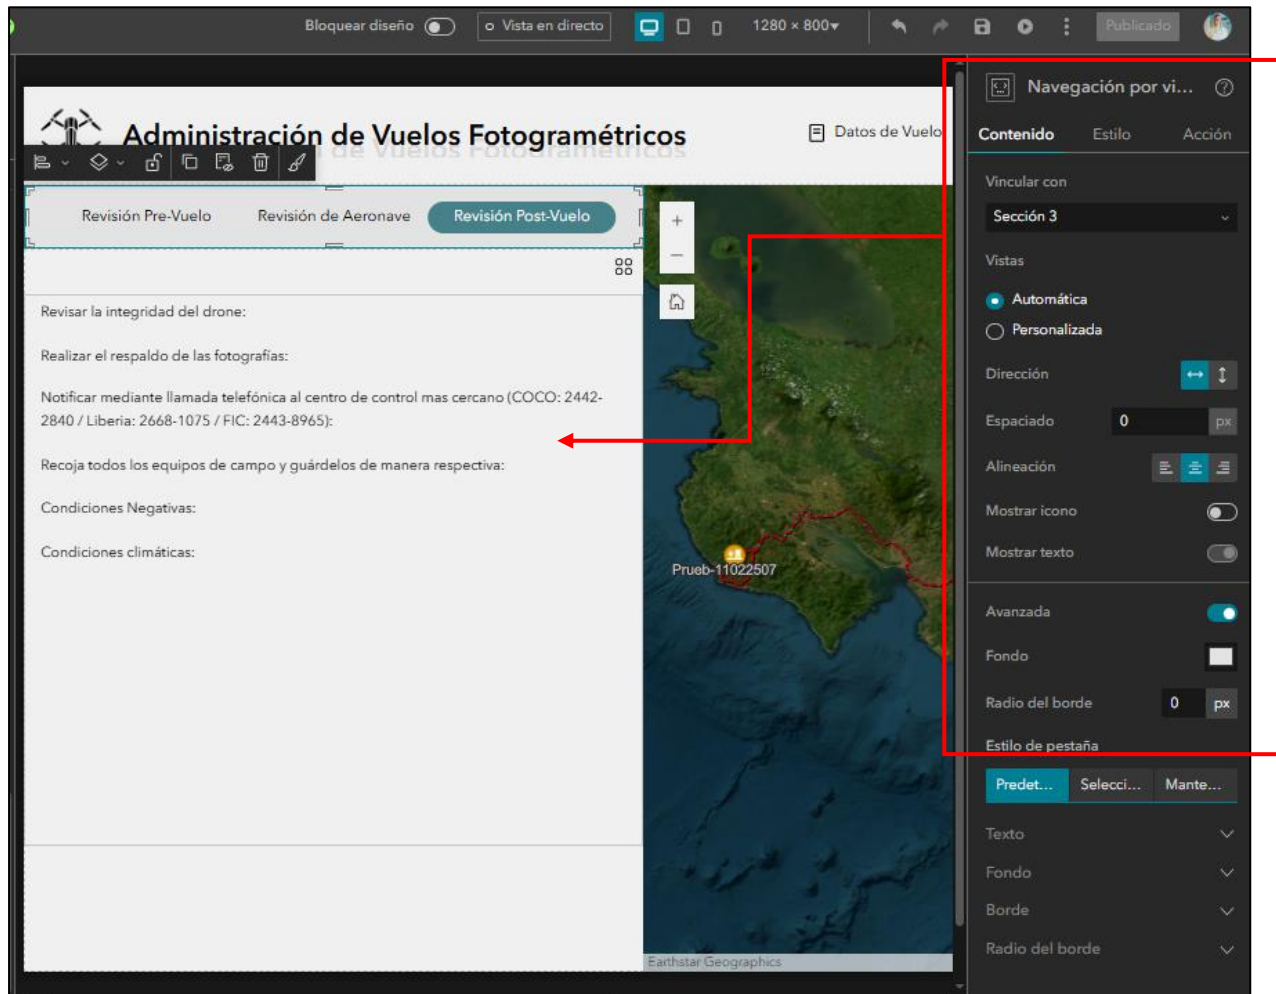 Bloquear diseño
Vista en directo
1280 × 800
Publicado
Administración de Vuelos Fotogramétricos
Datos de Vuelo
Revisión Pre-Vuelo
Revisión de Aeronave
Revisión Post-Vuelo
Revisar la integridad del drone:
Realizar el respaldo de las fotografías:
Notificar mediante llamada telefónica al centro de control mas cercano (COCO: 2442-
2840 / Liberia: 2668-1075 / FIC: 2443-8965):
Recoja todos los equipos de campo y guárdelos de manera respectiva:
Condiciones Negativas:
Condiciones climáticas:
+
−
Prueb-11022507
Earthstar Geographics
Navegación por vi...
Contenido
Estilo
Acción
Vincular con
Sección 3
Vistas
Automática
Personalizada
Dirección
Espaciado 0 px
Alineación
Mostrar icono
Mostrar texto
Avanzada
Fondo
Radio del borde 0 px
Estilo de pestaña
Predet...
Selecci...
Mante...
Texto
Fondo
Borde
Radio del borde